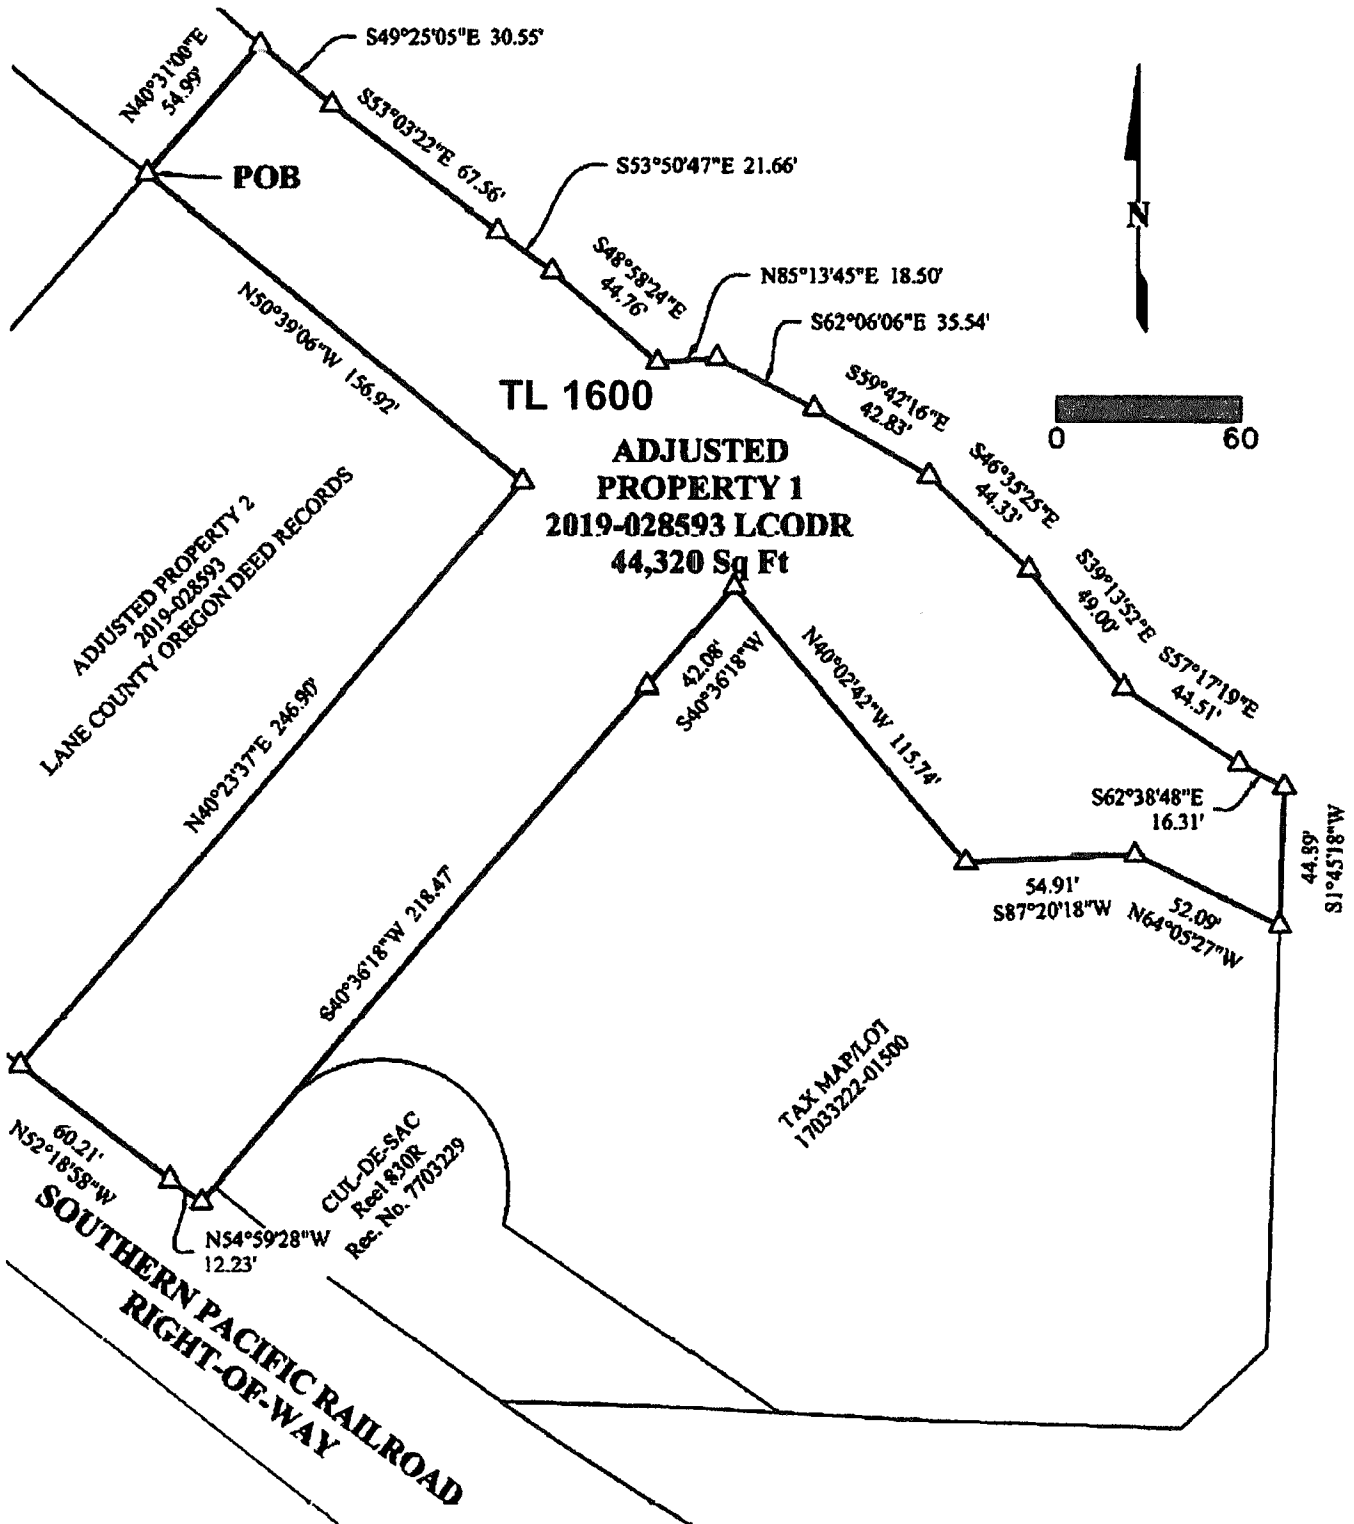 S49°25'05"E 30.55'
N40°31'00"E
54.99'
S53°03'22"E 67.56'
POB
S53°50'47"E 21.66'
N
S48°58'24"E
44.76'
N85°13'45"E 18.50'
S62°06'06"E 35.54'
N50°39'06"W 156.92'
TL 1600
S59°42'16"E
42.83'
0 60
ADJUSTED
PROPERTY 1
2019-028593 LCODR
44,320 Sq Ft
S46°35'25"E
44.33'
ADJUSTED PROPERTY 2
2019-028593
LANE COUNTY OREGON DEED RECORDS
S39°13'52"E
49.00'
S57°17'19"E
44.51'
42.08'
S40°36'18"W
N40°02'42"W 115.74'
N40°23'37"E 246.90'
S62°38'48"E
16.31'
44.89'
S1°45'18"W
54.91'
S87°20'18"W
52.09'
N64°05'27"W
S40°36'18"W 218.47'
TAX MAP/LOT
17033222-01500
60.21'
N52°18'58"W
CUL-DE-SAC
Reel 830R
Rec. No. 7703229
N54°59'28"W
12.23'
SOUTHERN PACIFIC RAILROAD
RIGHT-OF-WAY